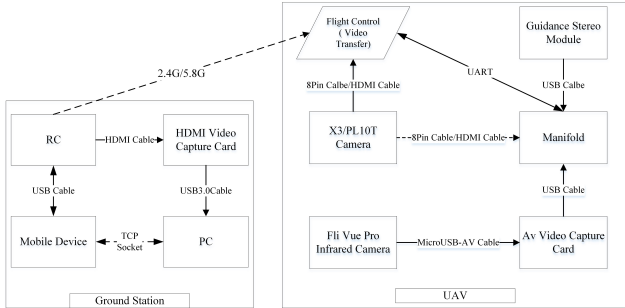 Flight Control
( Video
Transfer)
Guidance Stereo
Module
2.4G/5.8G
UART
USB Calbe
8Pin Calbe/HDMI Cable
RC
HDMI Cable
HDMI Video
Capture Card
X3/PL10T
Camera
8Pin Cable/HDMI Cable
Manifold
USB Cable
USB3.0Cable
USB Cable
Mobile Device
TCP
Socket
PC
Fli Vue Pro
Infrared Camera
MicroUSB-AV Cable
Av Video Capture
Card
Ground Station
UAV